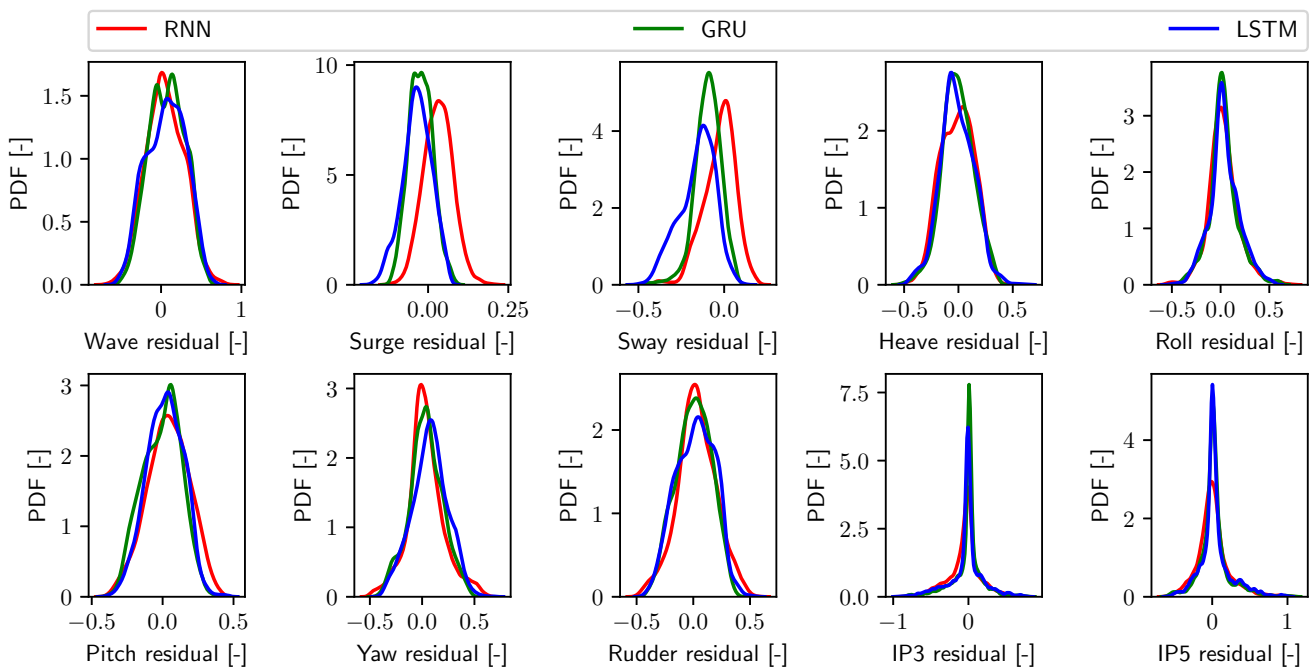 RNN GRU LSTM
PDF [-] 0.0 0.5 1.0 1.5 0 1 Wave residual [-]
PDF [-] 0 5 10 0.00 0.25 Surge residual [-]
PDF [-] 0 2 4 −0.5 0.0 Sway residual [-]
PDF [-] 0 1 2 −0.5 0.0 0.5 Heave residual [-]
PDF [-] 0 1 2 3 −0.5 0.0 0.5 Roll residual [-]
PDF [-] 0 1 2 3 −0.5 0.0 0.5 Pitch residual [-]
PDF [-] 0 1 2 3 −0.5 0.0 0.5 Yaw residual [-]
PDF [-] 0 1 2 −0.5 0.0 0.5 Rudder residual [-]
PDF [-] 0.0 2.5 5.0 7.5 −1 0 IP3 residual [-]
PDF [-] 0 2 4 0 1 IP5 residual [-]